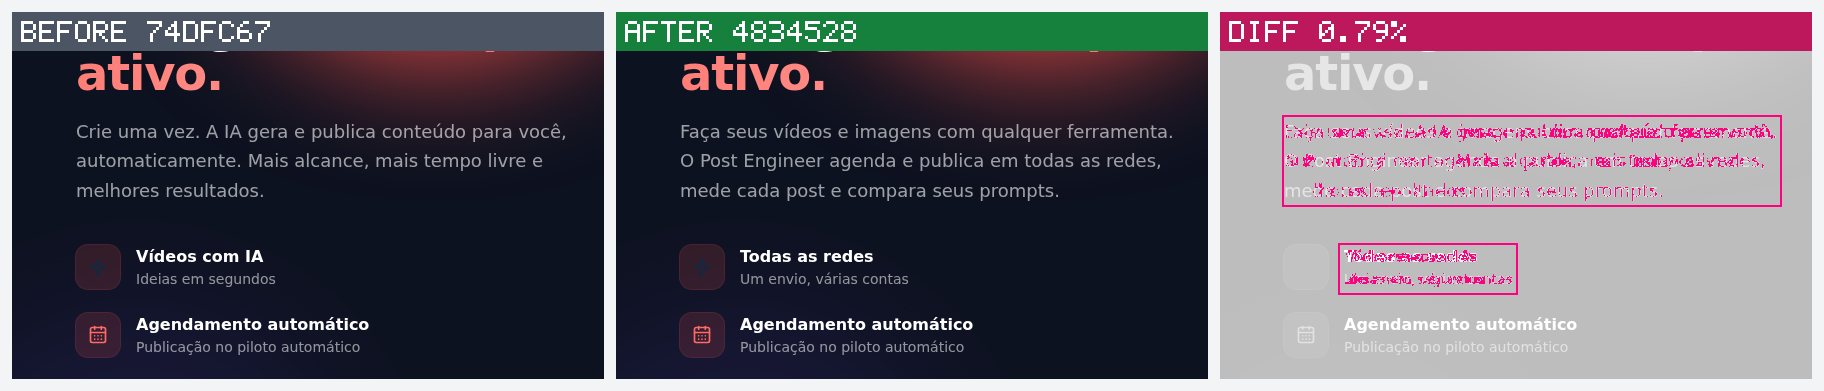 BEFORE 74DFC67
ativo.
Crie uma vez. A IA gera e publica conteúdo para você,
automaticamente. Mais alcance, mais tempo livre e
melhores resultados.
Vídeos com IA
Ideias em segundos
Agendamento automático
Publicação no piloto automático
AFTER 4834528
ativo.
Faça seus vídeos e imagens com qualquer ferramenta.
O Post Engineer agenda e publica em todas as redes,
mede cada post e compara seus prompts.
Todas as redes
Um envio, várias contas
Agendamento automático
Publicação no piloto automático
DIFF 0.79%
ativo.
Agendamento automático
Publicação no piloto automático